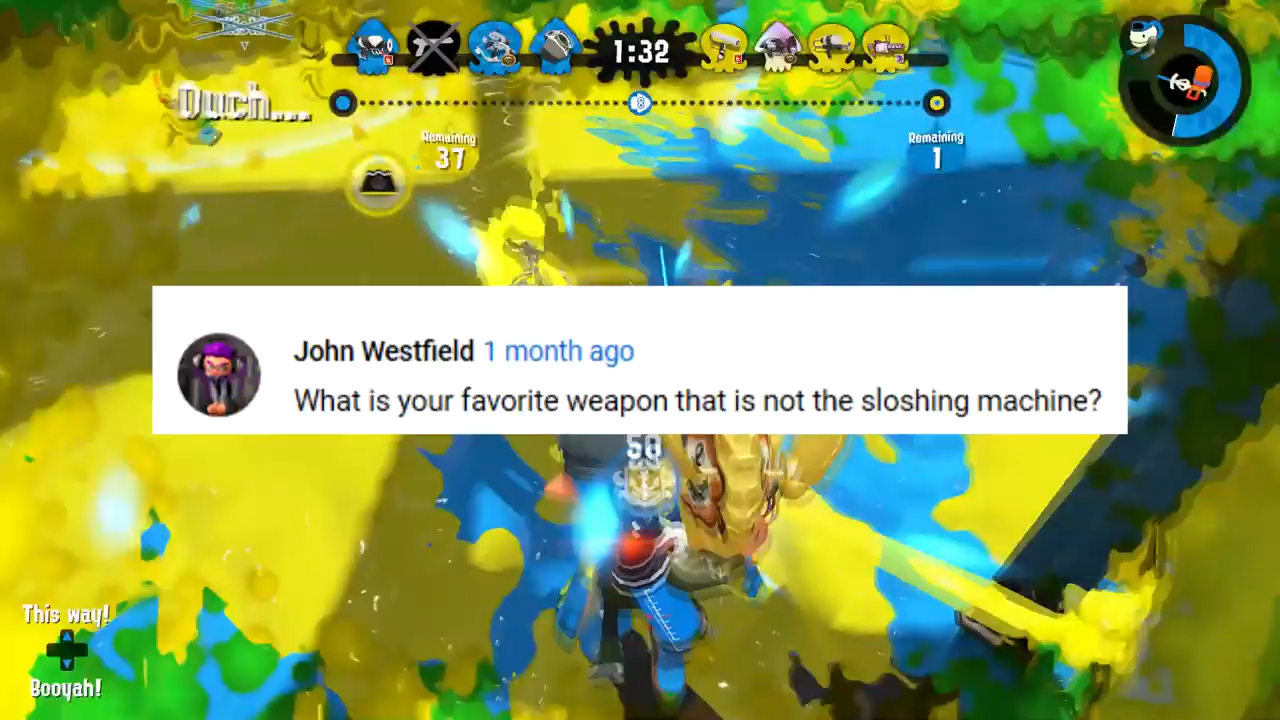 1:32
Ouch...
Remaining
37
Remaining
1
John Westfield 1 month ago
What is your favorite weapon that is not the sloshing machine?
50
This way!
Booyah!